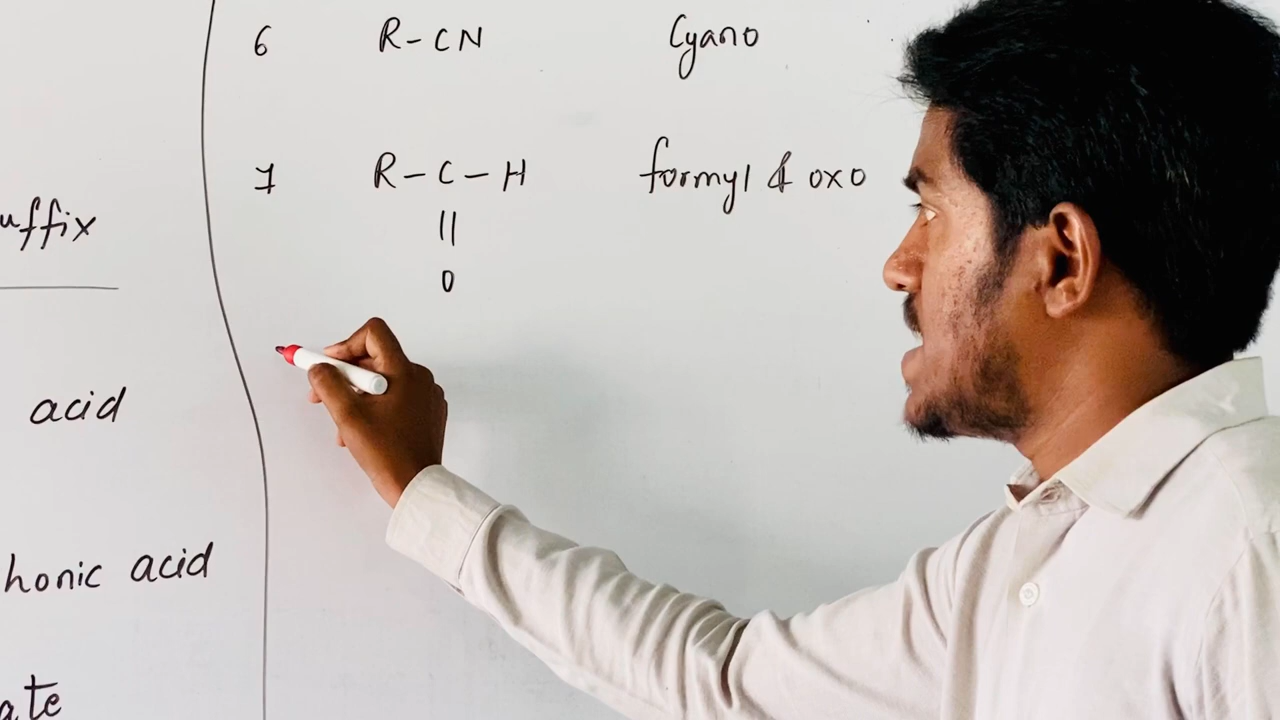 6 R-CN Cyano
7 R-C-H formyl & oxo
||
O
uffix
acid
honic acid
ate